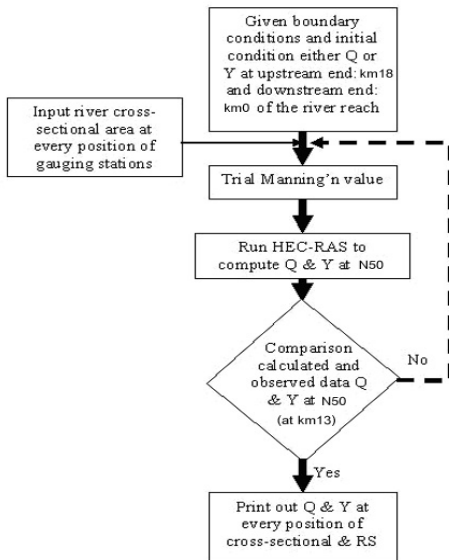 Given boundary
conditions and initial
condition either Q or
Y at upstream end: km18
and downstream end:
km0 of the river reach
Input river cross-
sectional area at
every position of
gauging stations
Trial Manning'n value
Run HEC-RAS to
compute Q & Y at N50
Comparison
calculated and
observed data Q
& Y at N50
(at km13)
No
Yes
Print out Q & Y at
every position of
cross-sectional & RS